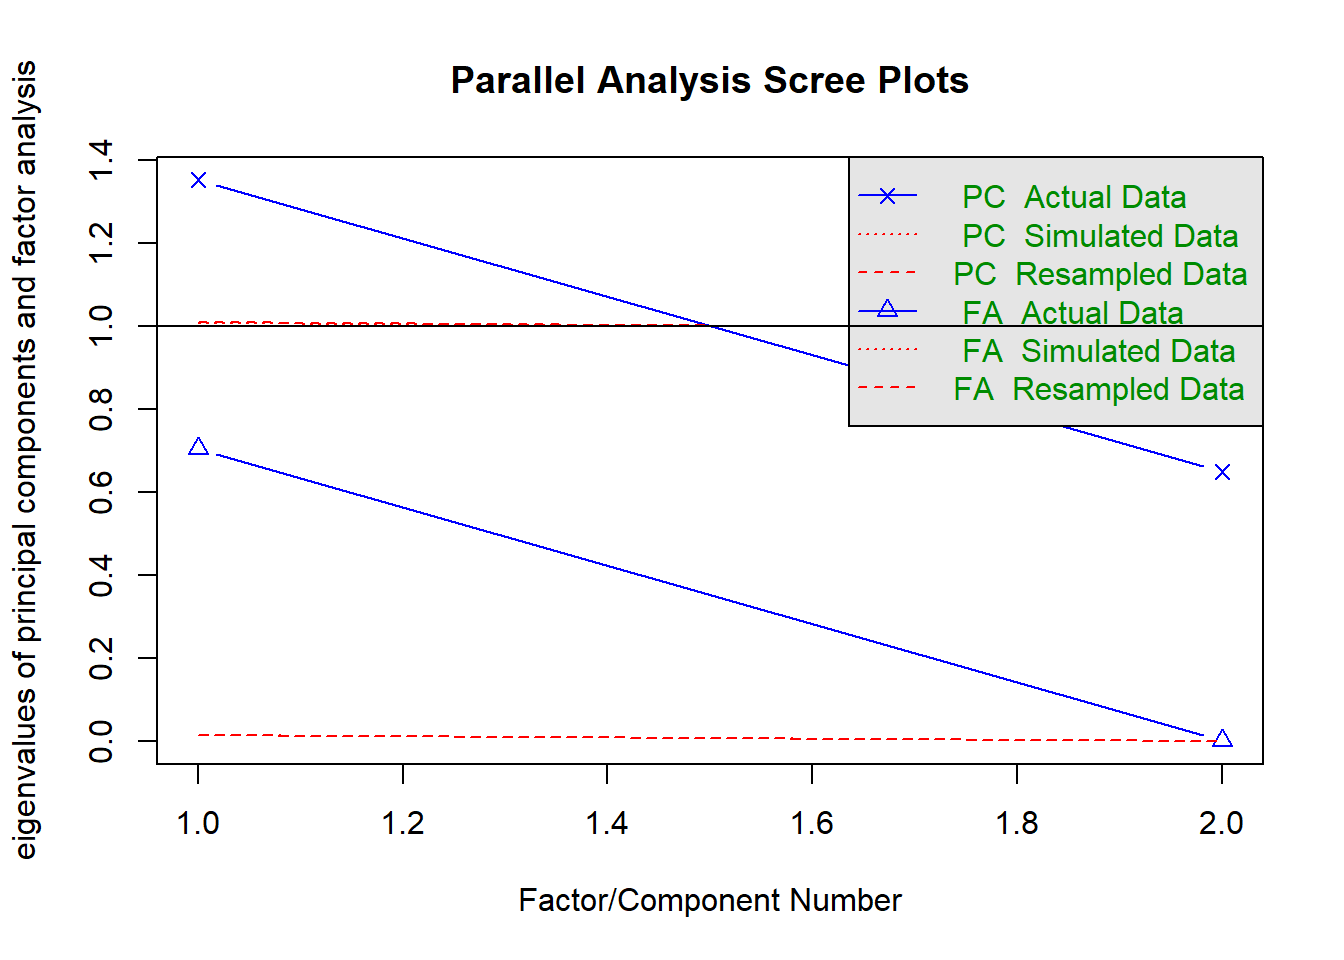 Parallel Analysis Scree Plots
eigenvalues of principal components and factor analysis
1.4
1.2
1.0
0.8
0.6
0.4
0.2
0.0
PC Actual Data
PC Simulated Data
PC Resampled Data
FA Actual Data
FA Simulated Data
FA Resampled Data
1.0 1.2 1.4 1.6 1.8 2.0
Factor/Component Number